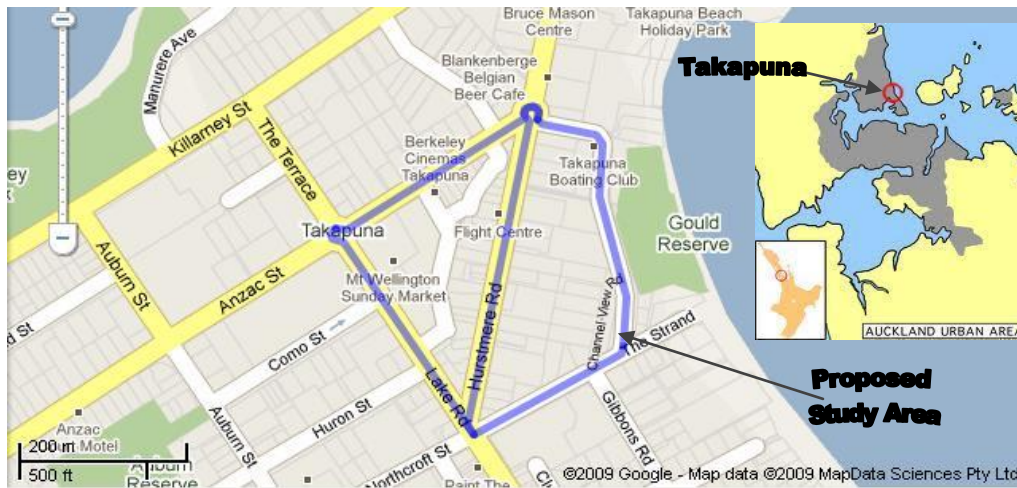 Bruce Mason
Centre
Takapuna Beach
Holiday Park
Manurere Ave
Blankenberge
Belgian
Beer Cafe
Takapuna
Killarney St
The Terrace
Berkeley
Cinemas
Takapuna
Takapuna
Boating Club
Takapuna
Flight Centre
Gould
Reserve
Auburn St
Anzac St
Mt Wellington
Sunday Market
Hurstmere Rd
Channel View Rd
The Strand
AUCKLAND URBAN AREA
Como St
Lake Rd
Proposed
Study Area
Huron St
Gibbons Rd
Auburn St
Anzac
Motel
200 m
500 ft
Reserve
Northcroft St
Paint The
©2009 Google - Map data ©2009 MapData Sciences Pty Ltd